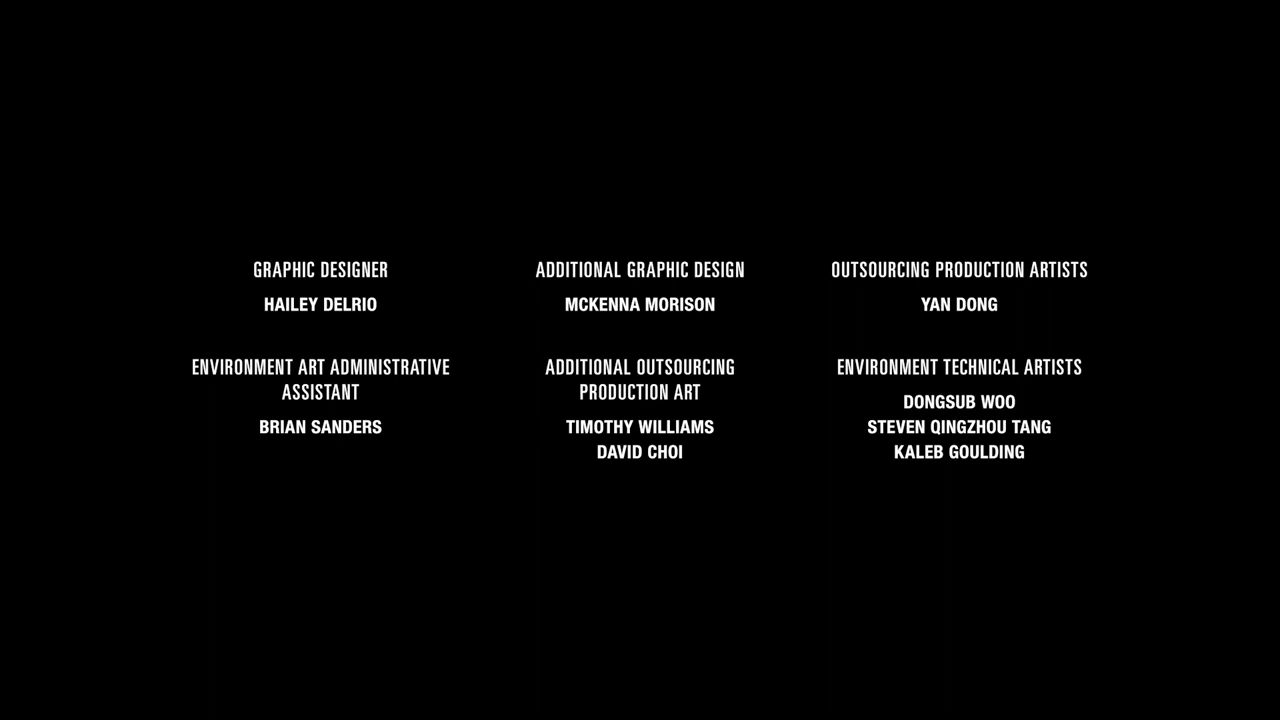 GRAPHIC DESIGNER
HAILEY DELRIO
ADDITIONAL GRAPHIC DESIGN
MCKENNA MORISON
OUTSOURCING PRODUCTION ARTISTS
YAN DONG
ENVIRONMENT ART ADMINISTRATIVE
ASSISTANT
BRIAN SANDERS
ADDITIONAL OUTSOURCING
PRODUCTION ART
TIMOTHY WILLIAMS
DAVID CHOI
ENVIRONMENT TECHNICAL ARTISTS
DONGSUB WOO
STEVEN QINGZHOU TANG
KALEB GOULDING